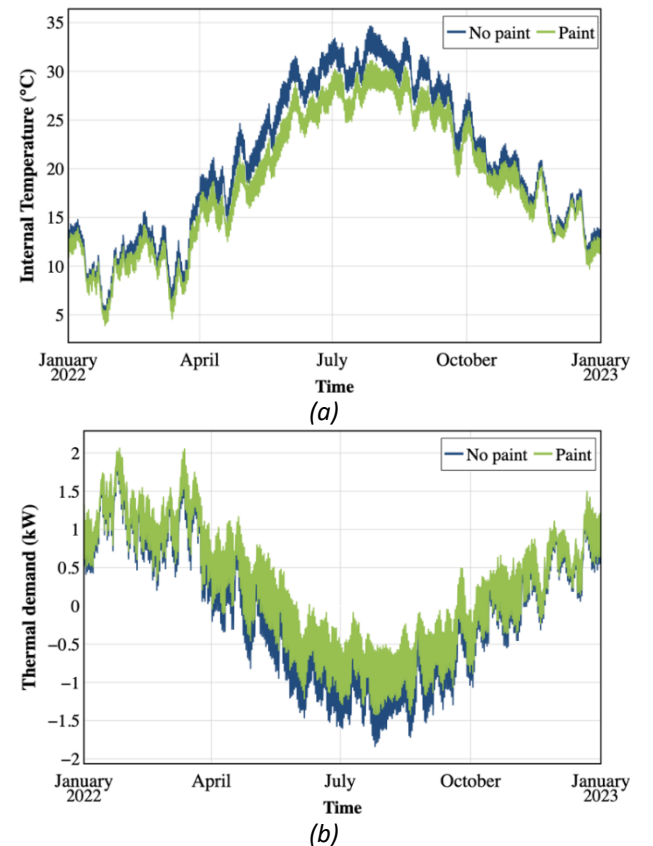 35
No paint
Paint
30
25
20
15
10
5
Internal Temperature (°C)
January
2022
April
July
October
January
2023
Time
(a)
2
No paint
Paint
1.5
1
0.5
0
−0.5
−1
−1.5
−2
Thermal demand (kW)
January
2022
April
July
October
January
2023
Time
(b)